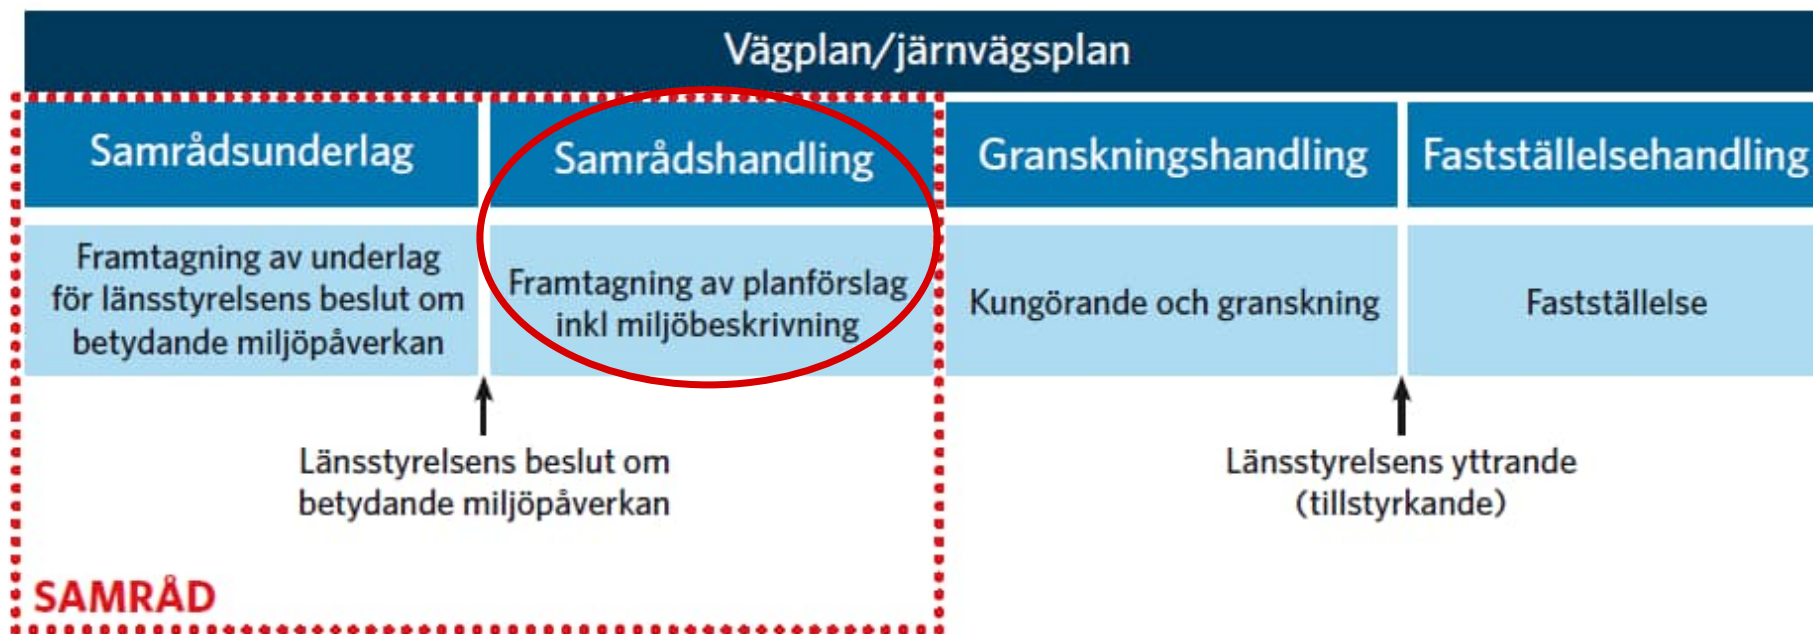 Vägplan/järnvägsplan
Samrådsunderlag
Samrådshandling
Granskningshandling
Fastställelsehandling
Framtagning av underlag
för länsstyrelsens beslut om
betydande miljöpåverkan
Framtagning av planförslag
inkl miljöbeskrivning
Kungörande och granskning
Fastställelse
Länsstyrelsens beslut om
betydande miljöpåverkan
Länsstyrelsens yttrande
(tillstyrkande)
SAMRÅD